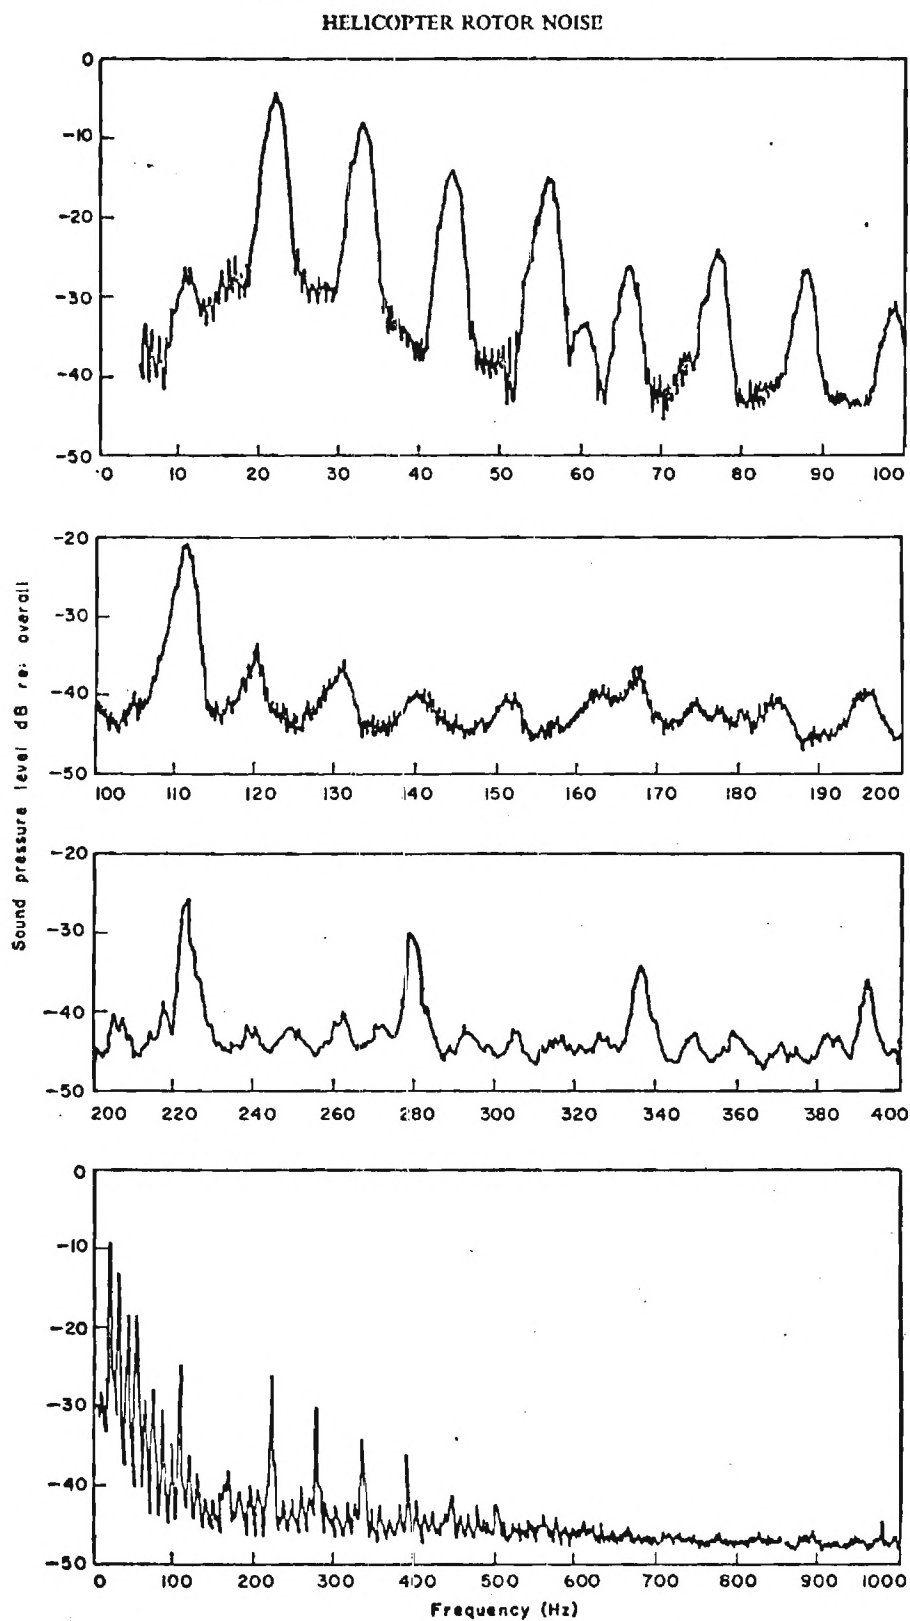 HELICOPTER ROTOR NOISE
0
-10
-20
-30
-40
-50
0 10 20 30 40 50 60 70 80 90 100
-20
-30
-40
-50
100 110 120 130 140 150 160 170 180 190 200
Sound pressure level dB re: overall
-20
-30
-40
-50
200 220 240 260 280 300 320 340 360 380 400
0
-10
-20
-30
-40
-50
0 100 200 300 400 500 600 700 800 900 1000
Frequency (Hz)